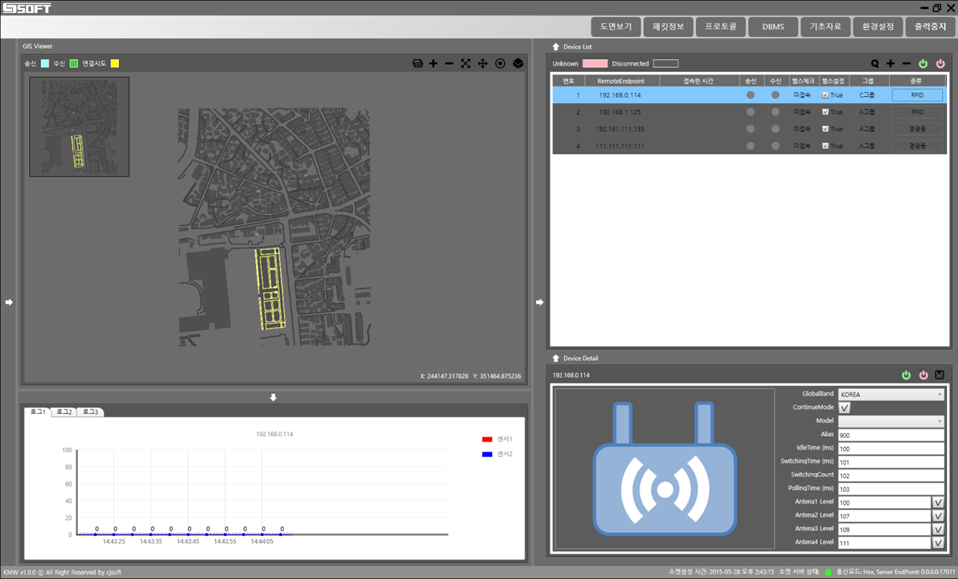 SOFT
도면보기 패킷정보 프로토콜 DBMS 기초자료 환경설정 출력중지
GIS Viewer
송신 수신 연결시도
X: 244147.317828 Y: 351464.875236
로그1 로그2 로그3
192.168.0.114
센서1
센서2
100
80
60
40
20
0
0 0 0 0 0 0 0 0 0 0 0
14:43:25 14:43:35 14:43:45 14:43:55 14:44:05
Device List
Unknown Disconnected
번호 RemoteEndpoint 접속한 시간 송신 수신 헬스체크 헬스설정 그룹 종류
1 192.168.0.114 미접속 True C그룹 RFID
2 192.168.1.125 미접속 True A그룹 RFID
3 192.161.111.155 미접속 True A그룹 경광등
4 111.111.111.111 미접속 True A그룹 경광등
Device Detail
192.168.0.114
GlobalBand KOREA
ContinueMode
Model
Alias 900
IdleTime (ms) 100
SwitchingTime (ms) 101
SwitchingCount 102
PollingTime (ms) 103
Antena1 Level 100
Antena2 Level 107
Antena3 Level 109
Antena4 Level 111
KMW v1.0.0 ⓒ All Right Reserved by cjsoft
소켓생성 시간: 2015-05-28 오후 2:43:15 소켓 서버 상태: 통신모드: Hex, Server EndPoint: 0.0.0.0:17011